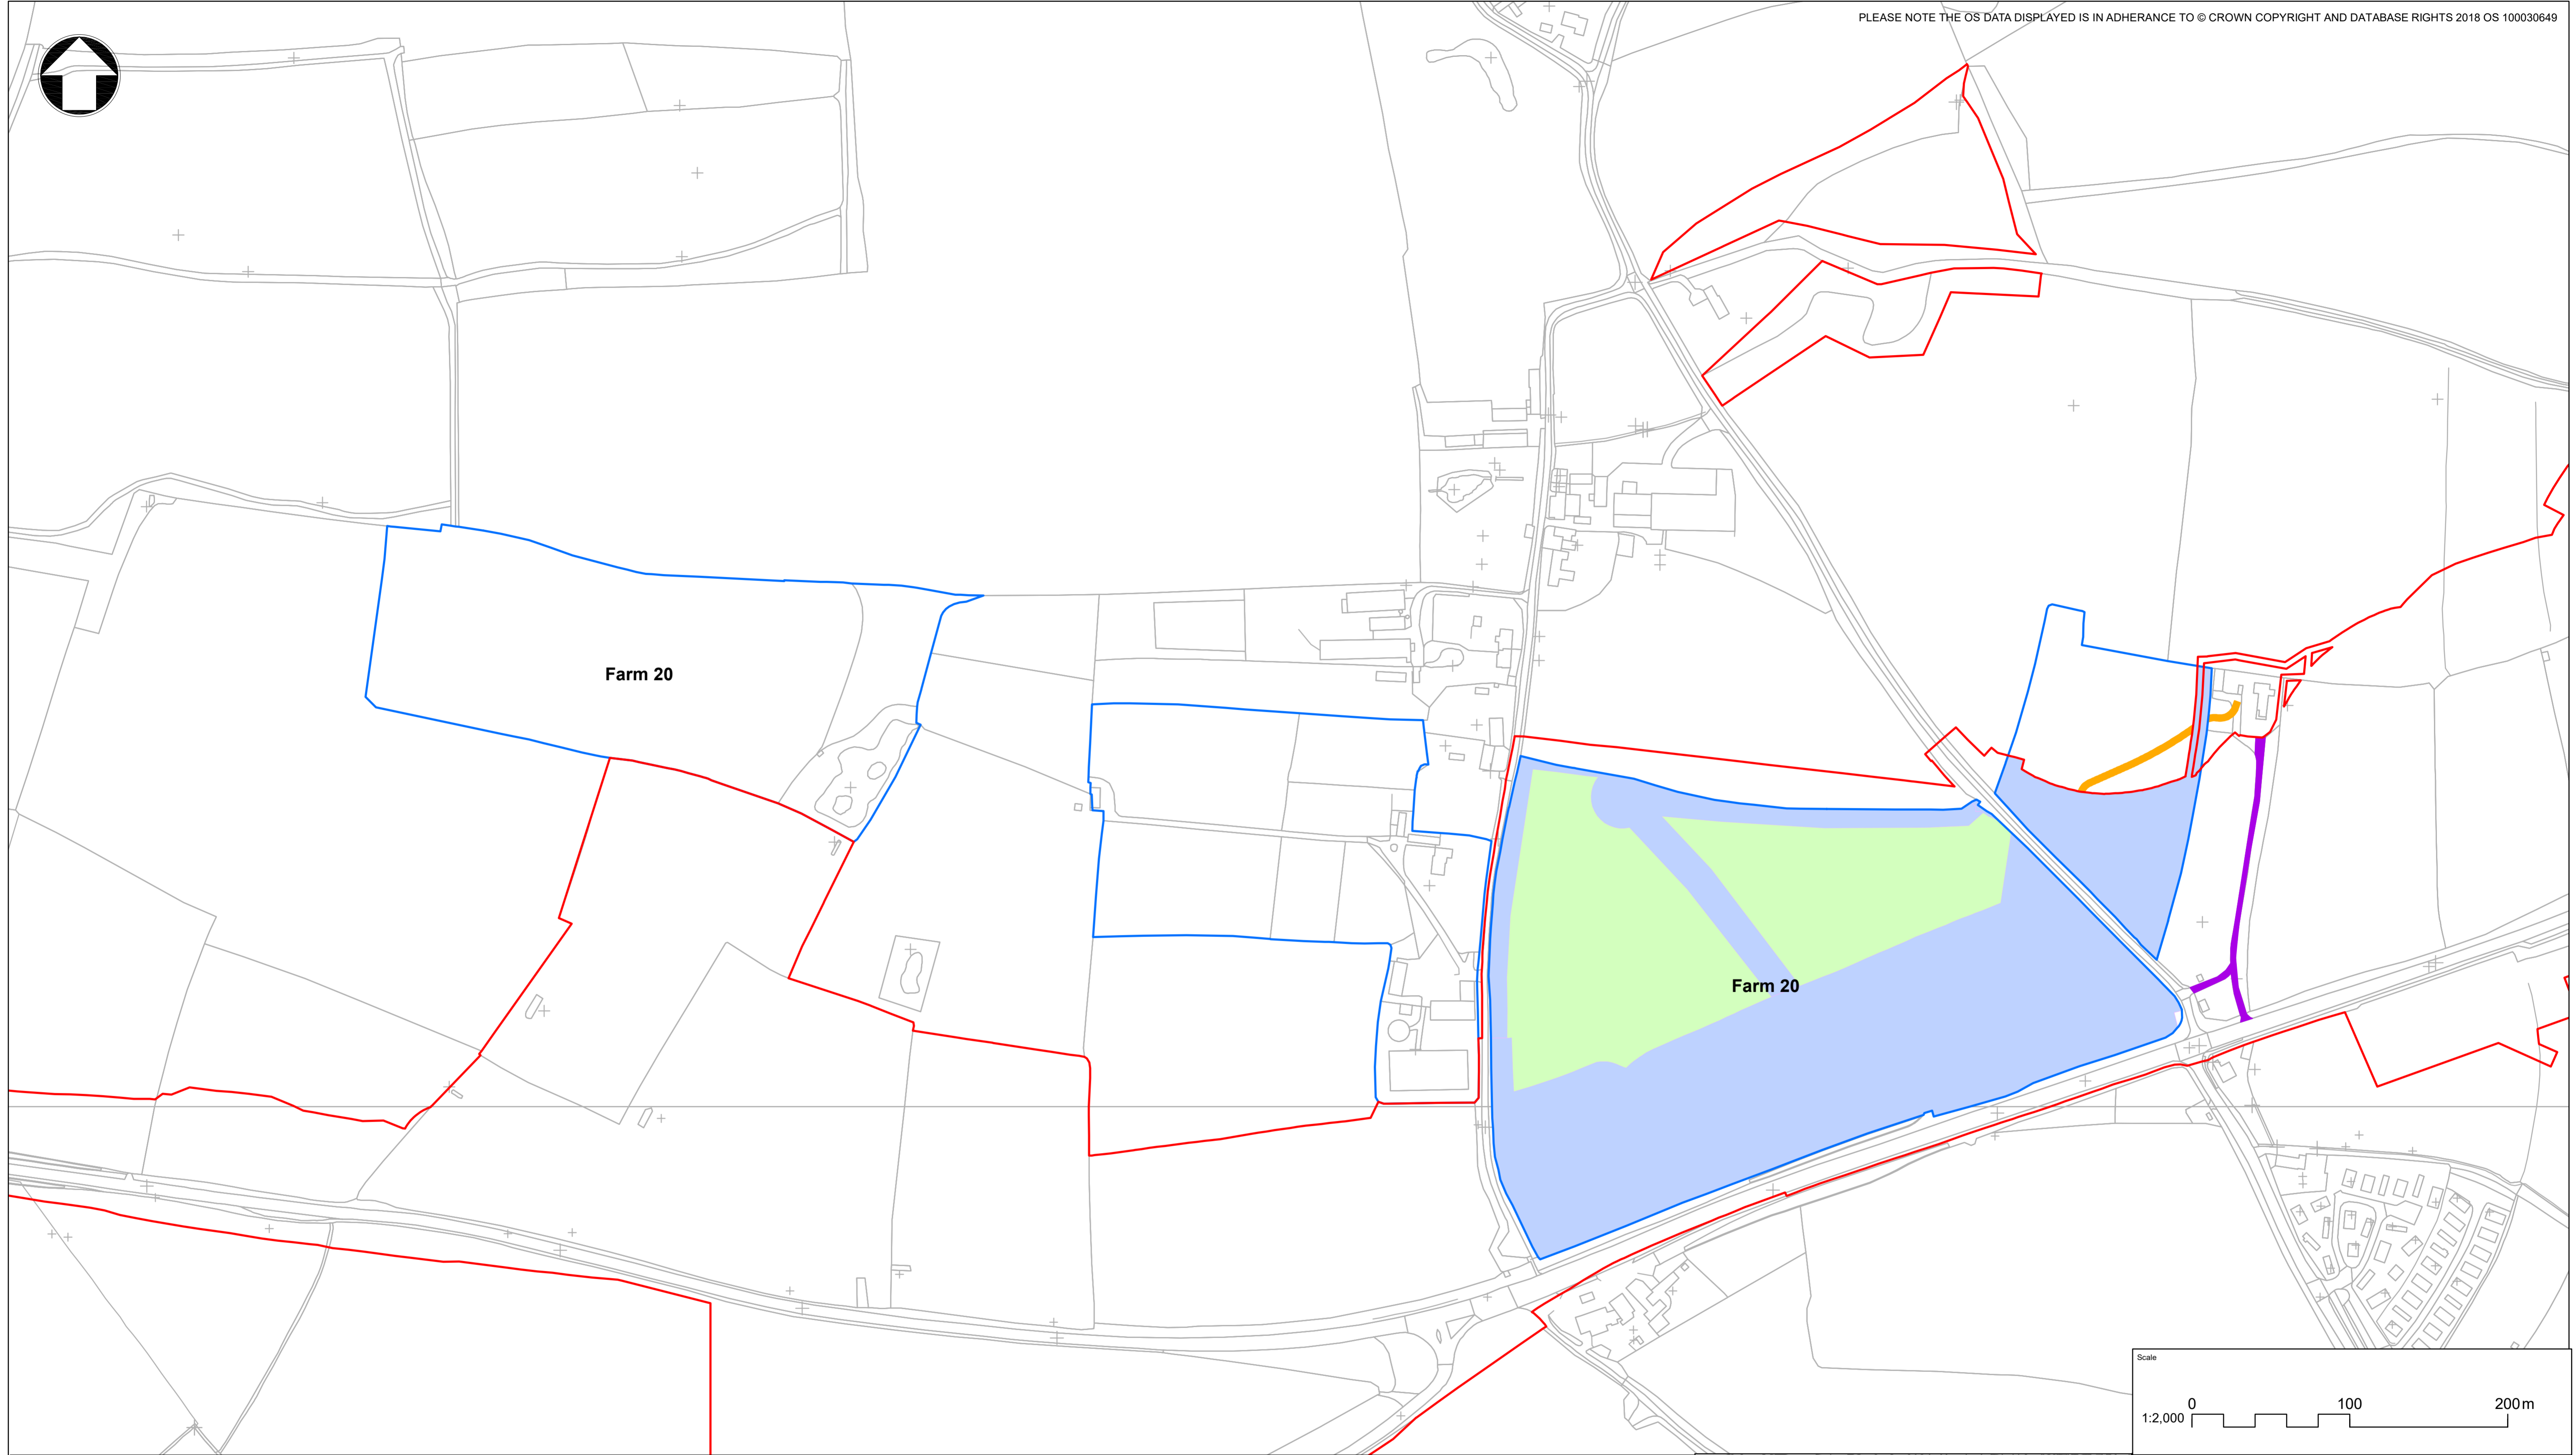 PLEASE NOTE THE OS DATA DISPLAYED IS IN ADHERANCE TO © CROWN COPYRIGHT AND DATABASE RIGHTS 2018 OS 100030649
Farm 20
Farm 20
Scale
0 100 200m
1:2,000